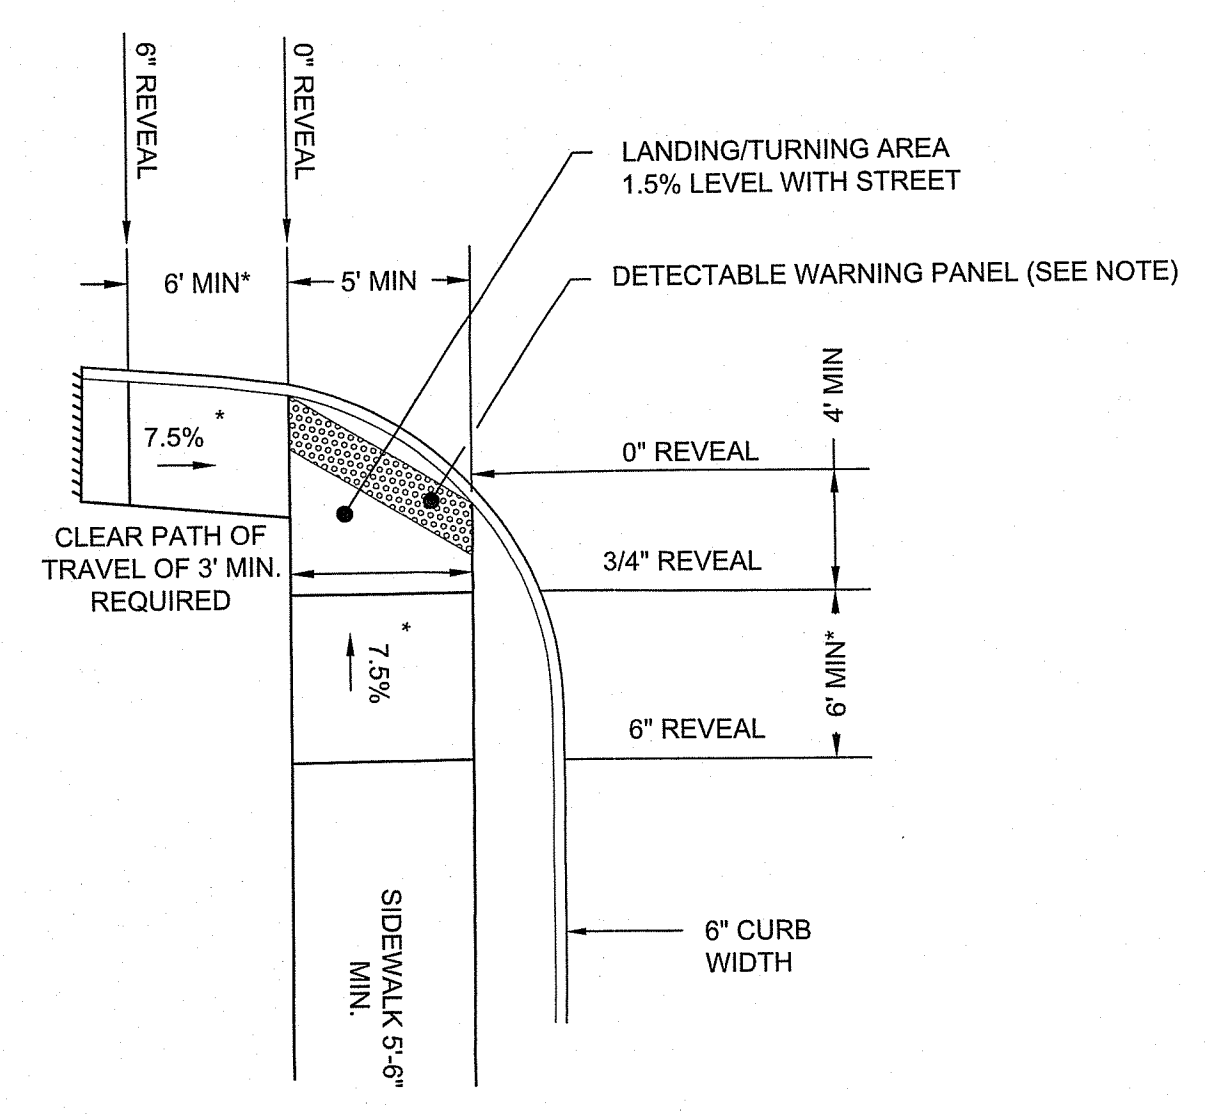 6" REVEAL
0" REVEAL
LANDING/TURNING AREA
1.5% LEVEL WITH STREET
6' MIN*
5' MIN
DETECTABLE WARNING PANEL (SEE NOTE)
4' MIN
7.5% *
0" REVEAL
CLEAR PATH OF
TRAVEL OF 3' MIN.
REQUIRED
3/4" REVEAL
7.5% *
6' MIN*
6" REVEAL
SIDEWALK 5'-6"
MIN.
6" CURB
WIDTH